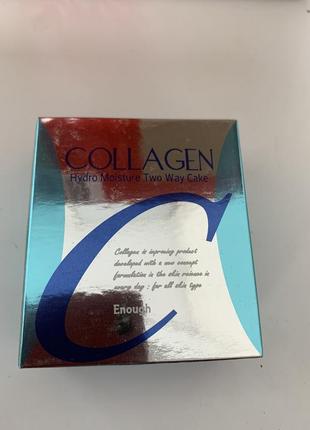 COLLAGEN
Hydro Moisture Two Way Cake
C
Collagen is improving product
developed with a new concept
formulation in the skin science in
every day : for all skin type
Enough